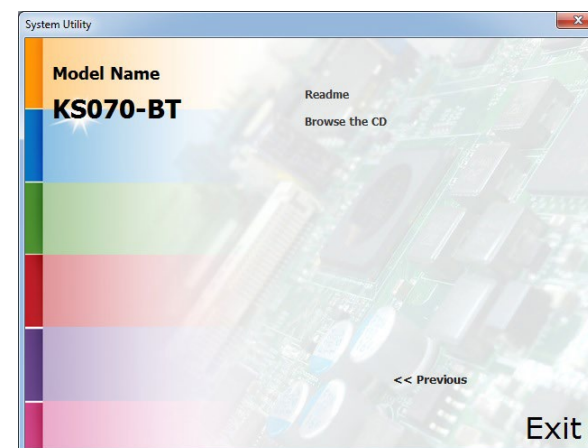 System Utility
Model Name
KS070-BT
Readme
Browse the CD
<< Previous
Exit